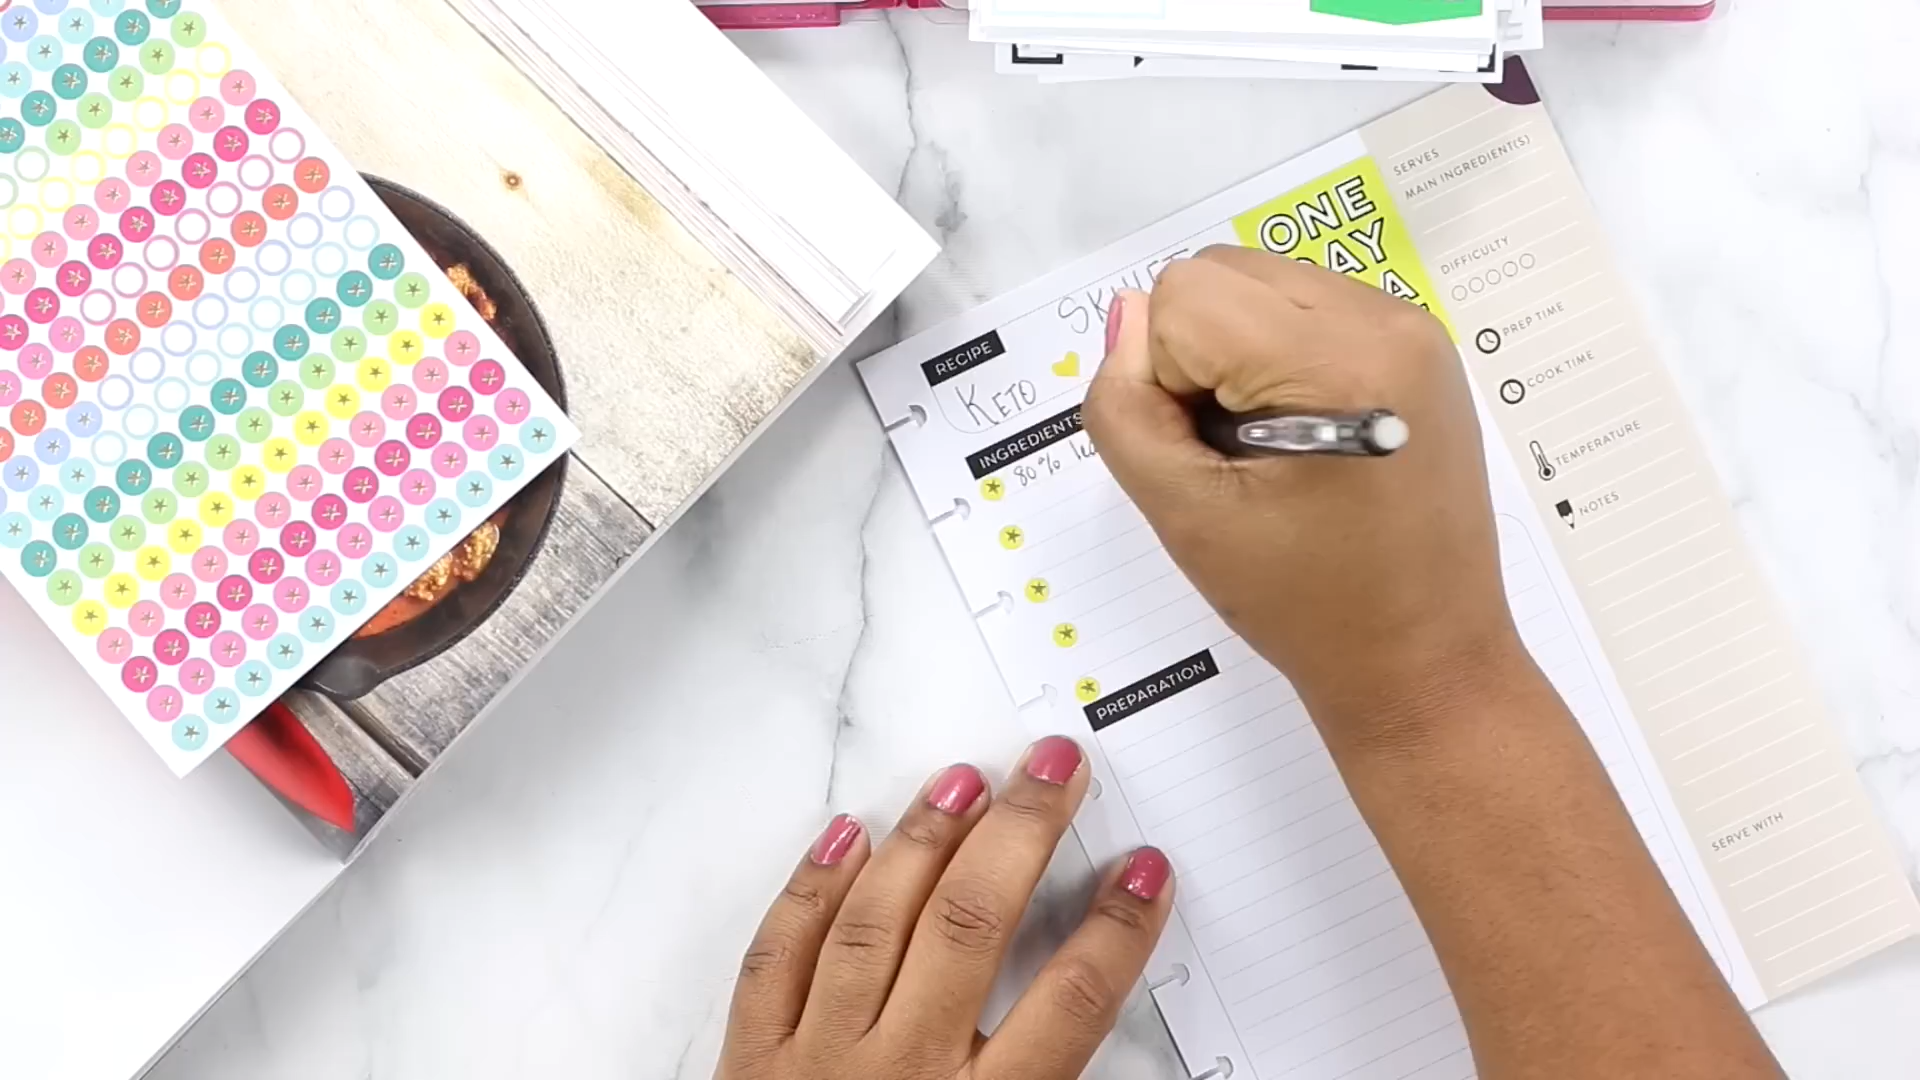 RECIPE
KETO
INGREDIENTS
80%
PREPARATION
ONE
DAY
A
SERVES
MAIN INGREDIENT(S)
DIFFICULTY
PREP TIME
COOK TIME
TEMPERATURE
NOTES
SERVE WITH